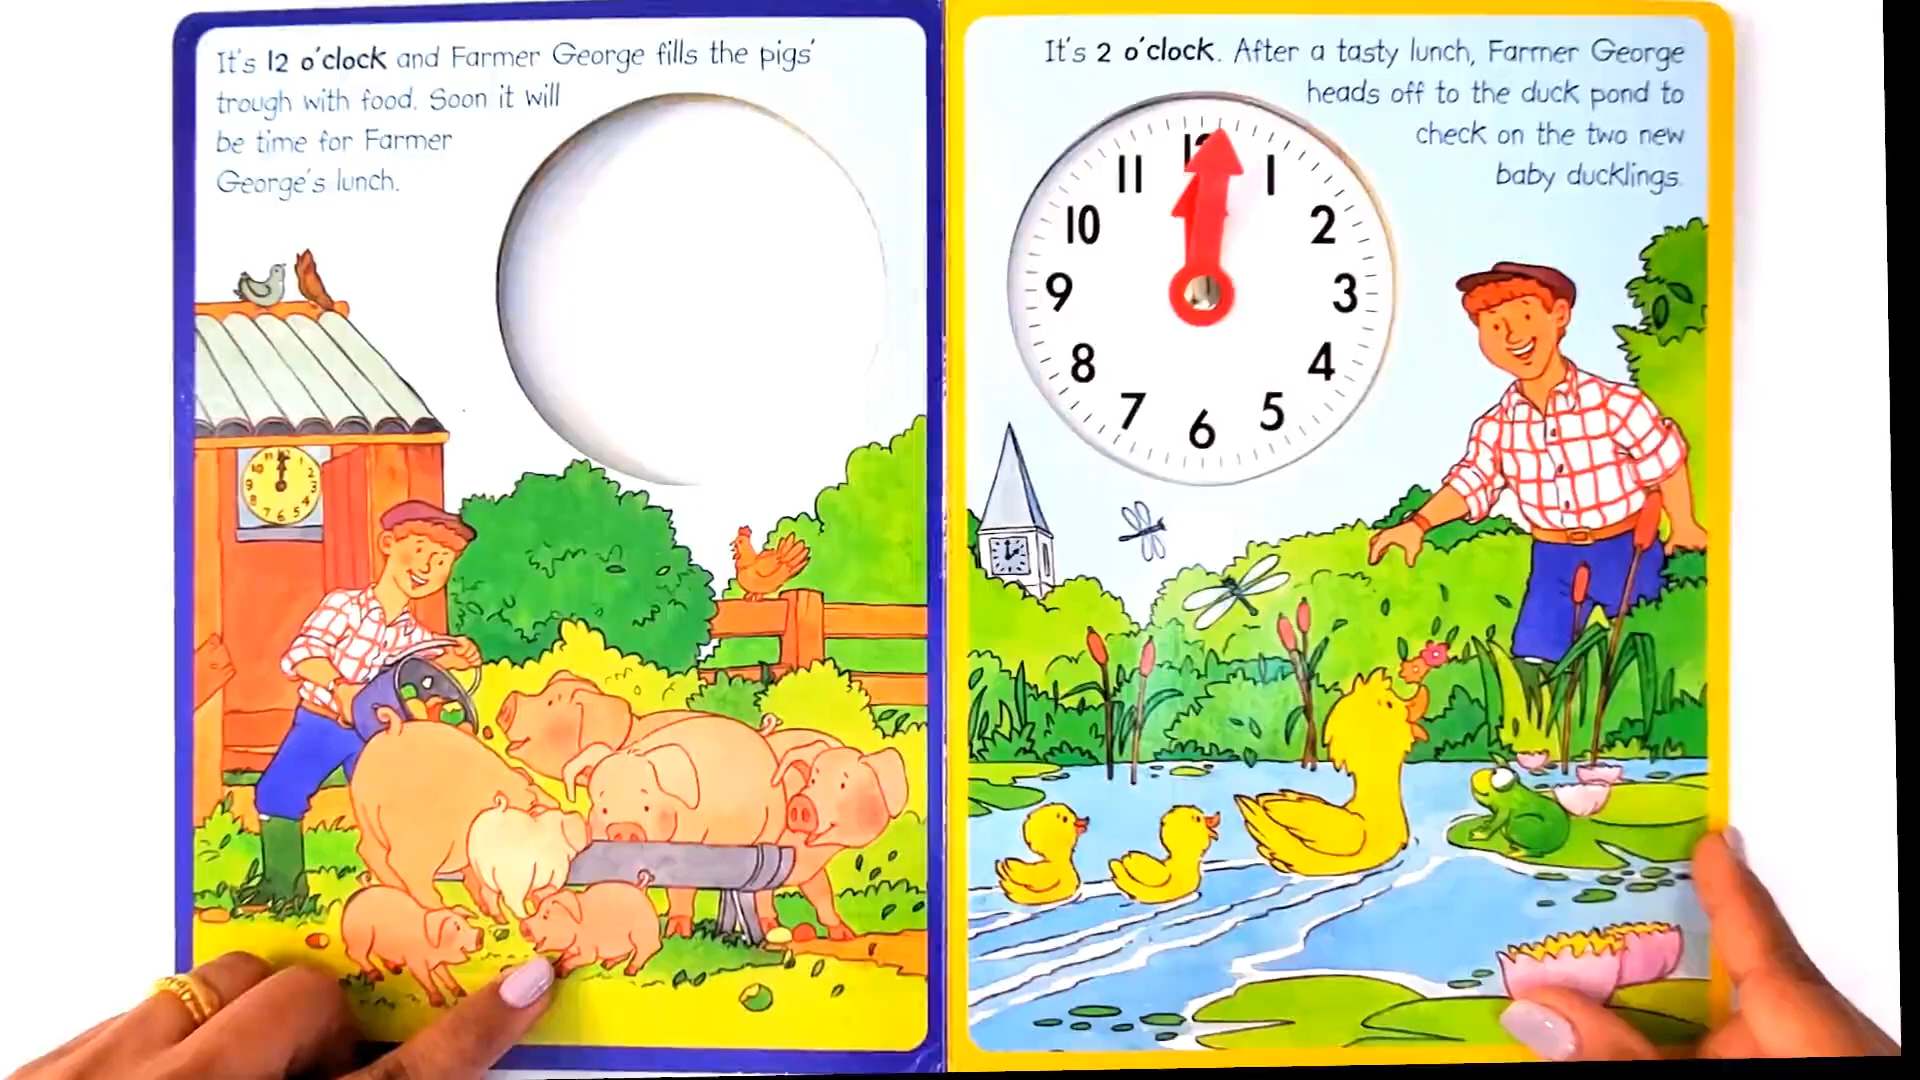 It's 12 o'clock and Farmer George fills the pigs'
trough with food. Soon it will
be time for Farmer
George's lunch.
It's 2 o'clock. After a tasty lunch, Farmer George
heads off to the duck pond to
check on the two new
baby ducklings.
12
11 1
10 2
9 3
8 4
7 5
6